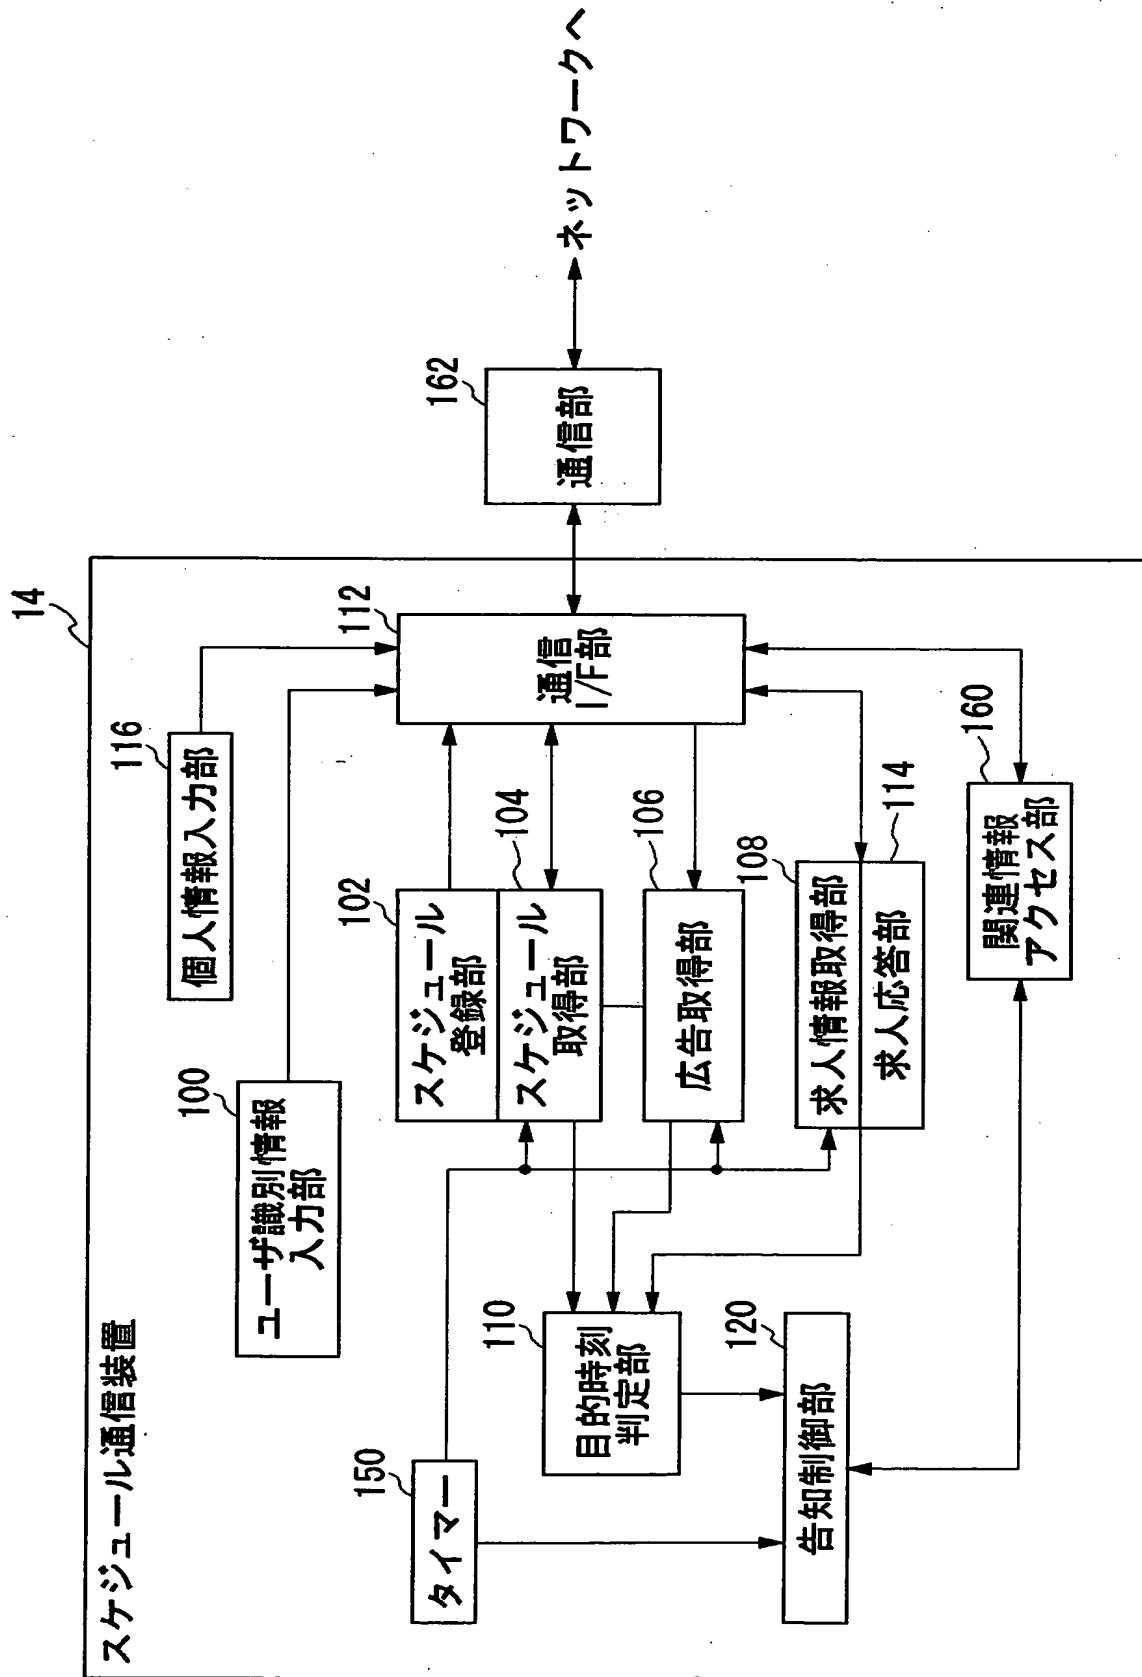 スケジュール通信装置
14
ユーザ識別情報
入力部
100
個人情報入力部
116
タイマー
150
スケジュール
登録部
102
スケジュール
取得部
104
広告取得部
106
求人情報取得部
108
求人応答部
114
目的時刻
判定部
110
告知制御部
120
関連情報
アクセス部
160
通信
I/F部
112
通信部
162
ネットワークへ